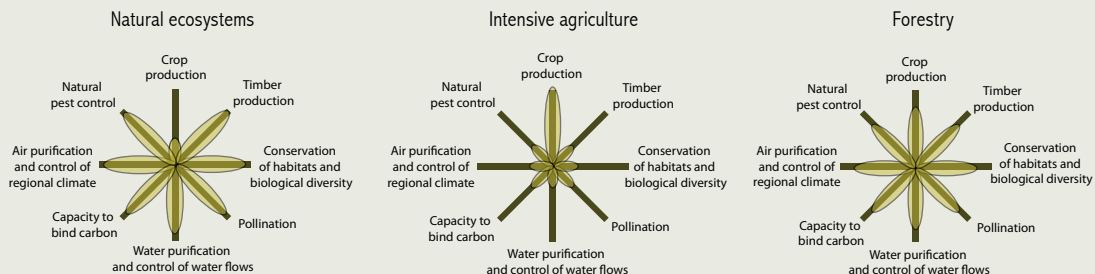 Natural ecosystems
Crop
production
Natural
pest control
Timber
production
Air purification
and control of
regional climate
Conservation
of habitats and
biological diversity
Capacity to
bind carbon
Pollination
Water purification
and control of water flows
Intensive agriculture
Crop
production
Natural
pest control
Timber
production
Air purification
and control of
regional climate
Conservation
of habitats and
biological diversity
Capacity to
bind carbon
Pollination
Water purification
and control of water flows
Forestry
Crop
production
Natural
pest control
Timber
production
Air purification
and control of
regional climate
Conservation
of habitats and
biological diversity
Capacity to
bind carbon
Pollination
Water purification
and control of water flows